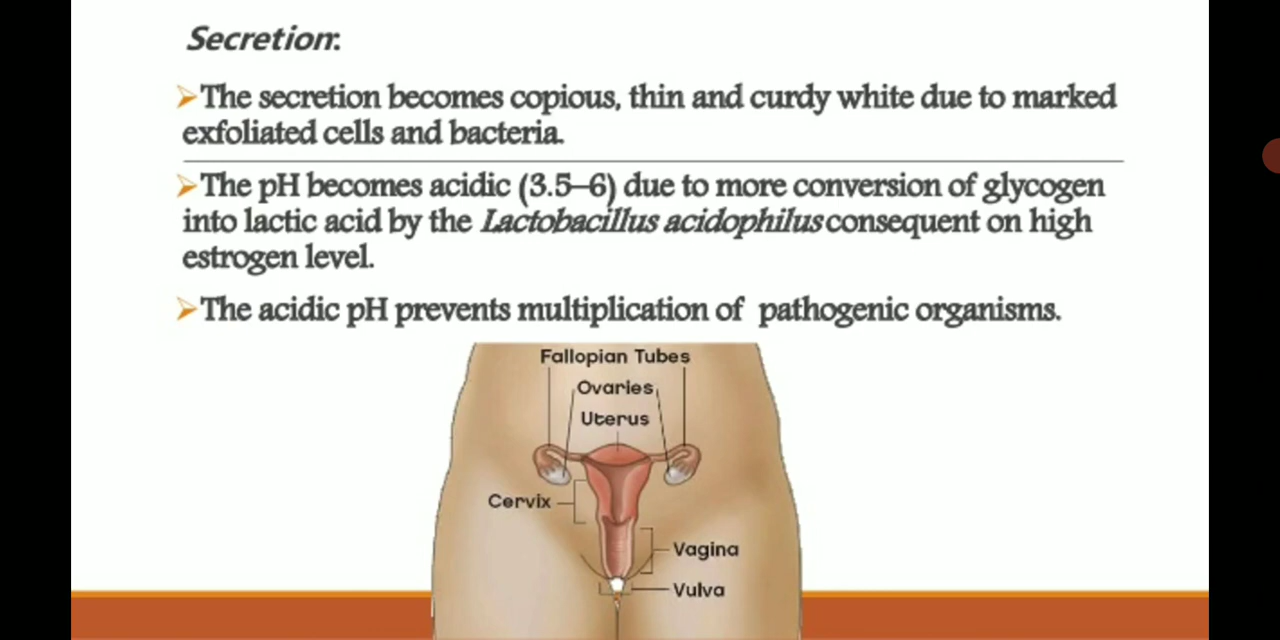 Secretion:
➢The secretion becomes copious, thin and curdy white due to marked
exfoliated cells and bacteria.
➢The pH becomes acidic (3.5–6) due to more conversion of glycogen
into lactic acid by the Lactobacillus acidophilus consequent on high
estrogen level.
➢The acidic pH prevents multiplication of pathogenic organisms.
Fallopian Tubes
Ovaries
Uterus
Cervix
Vagina
Vulva